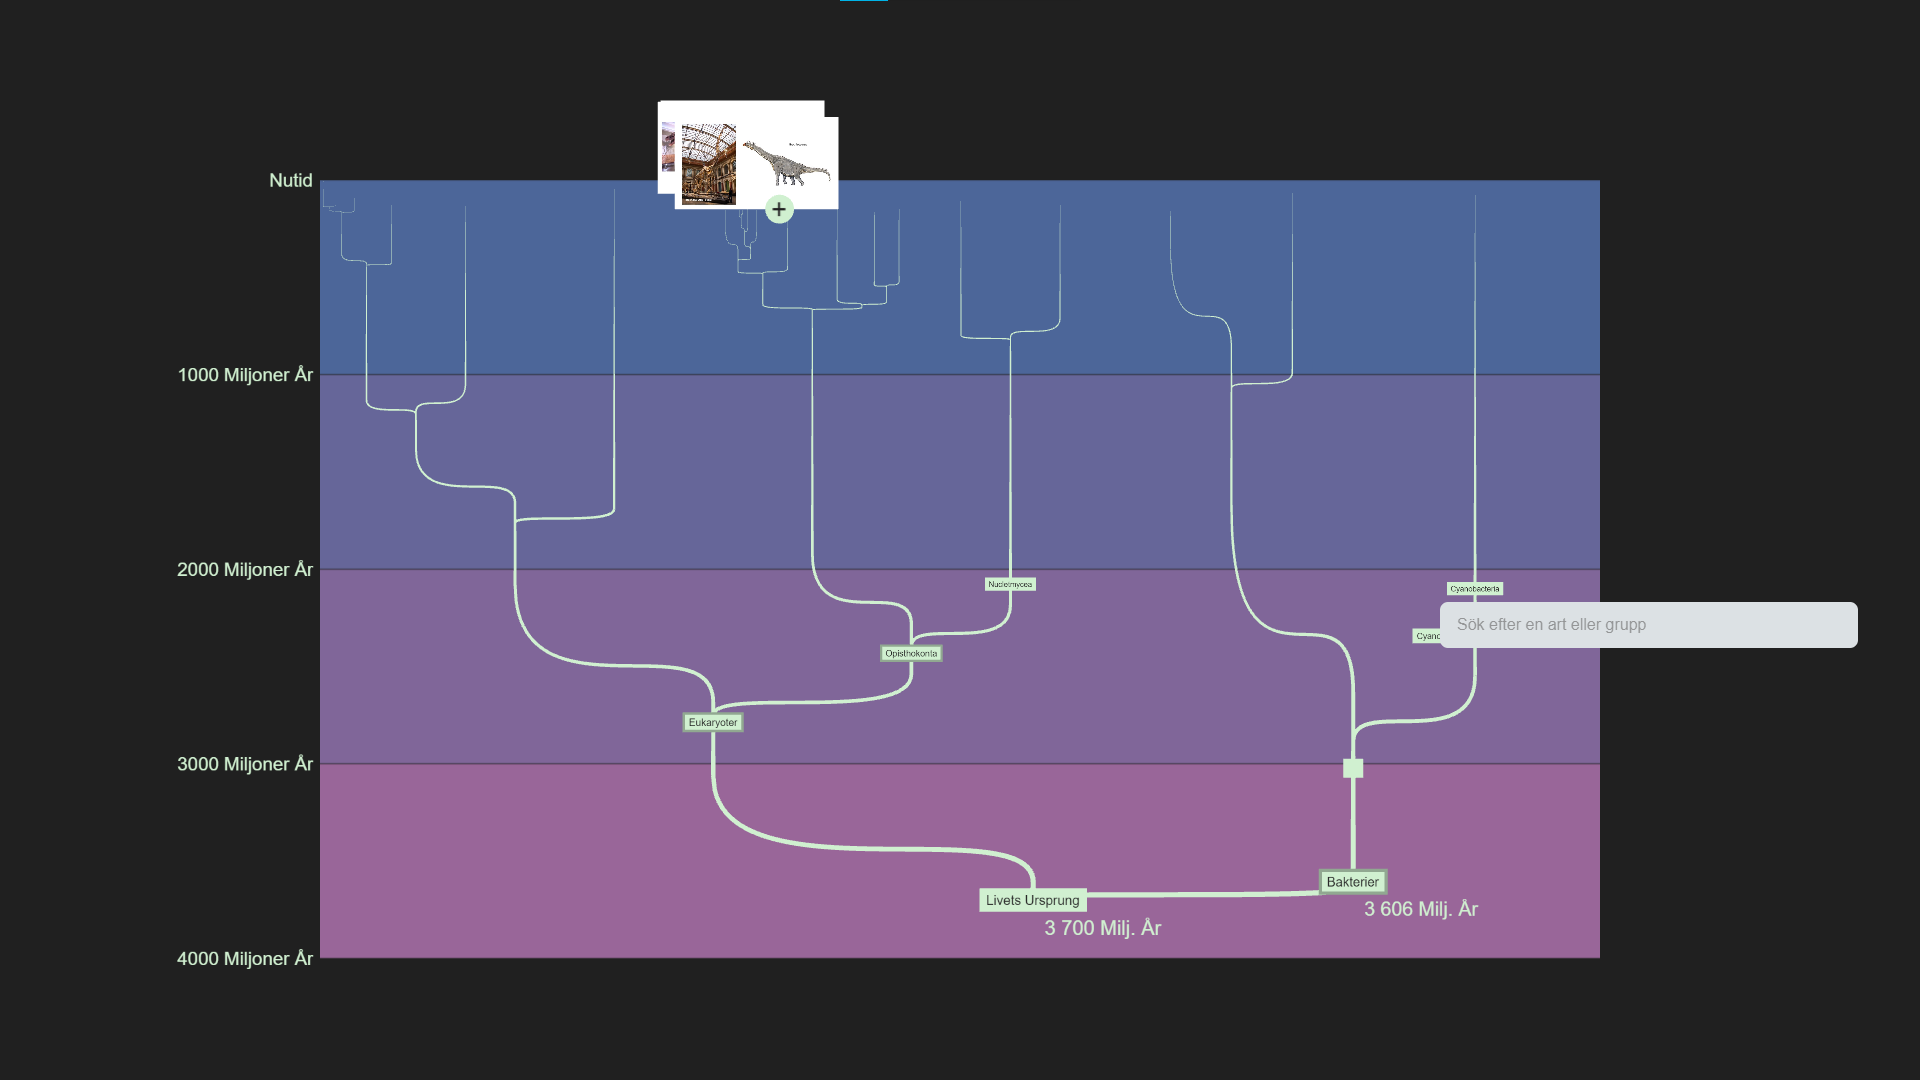 Nutid
1000 Miljoner År
2000 Miljoner År
Nucletmycea
Cyanobacteria
Sök efter en art eller grupp
Cyano
Opisthokonta
Eukaryoter
3000 Miljoner År
Bakterier
Livets Ursprung
3 606 Milj. År
3 700 Milj. År
4000 Miljoner År